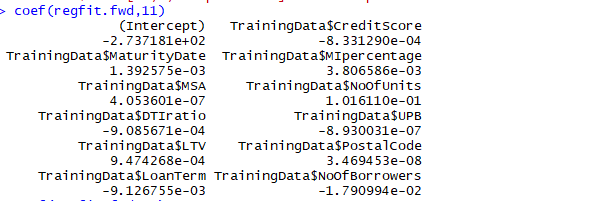 > coef(regfit.fwd,11)
(Intercept) TrainingData$CreditScore
-2.737181e+02 -8.331290e-04
TrainingData$MaturityDate TrainingData$MIpercentage
1.392575e-03 3.806586e-03
TrainingData$MSA TrainingData$NoOfUnits
4.053601e-07 1.016110e-01
TrainingData$DTIratio TrainingData$UPB
-9.085671e-04 -8.930031e-07
TrainingData$LTV TrainingData$PostalCode
9.474268e-04 3.469453e-08
TrainingData$LoanTerm TrainingData$NoOfBorrowers
-9.126755e-03 -1.790994e-02